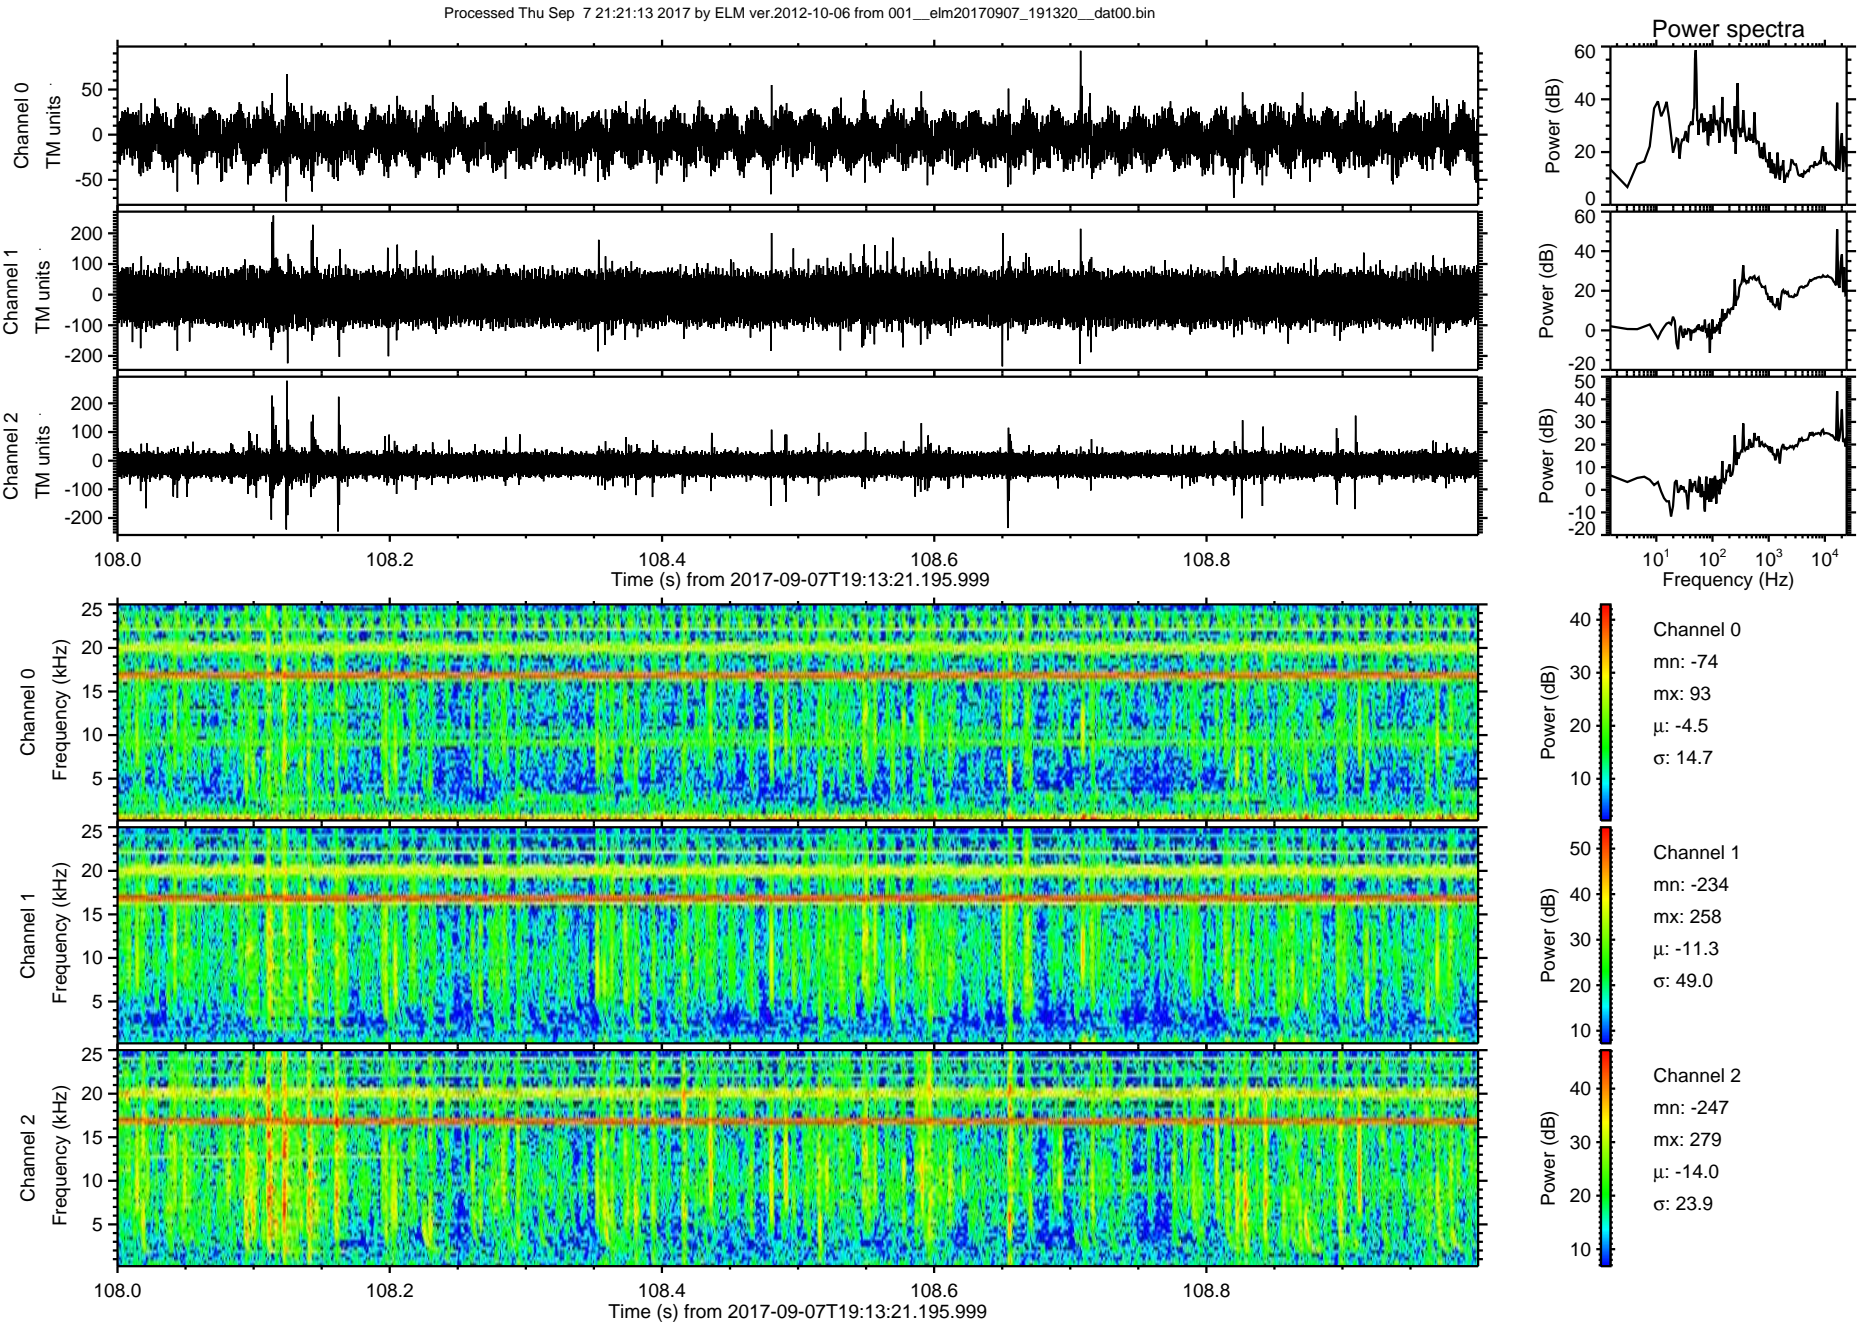 Processed Thu Sep 7 21:21:13 2017 by ELM ver.2012-10-06 from 001__elm20170907_191320__dat00.bin
Power spectra
Channel 0
TM units
50
0
-50
Power (dB)
60
40
20
0
Channel 1
TM units
200
100
0
-100
-200
Power (dB)
60
40
20
0
-20
Channel 2
TM units
200
100
0
-100
-200
Power (dB)
50
40
30
20
10
0
-10
-20
108.0
108.2
108.4
108.6
108.8
Time (s) from 2017-09-07T19:13:21.195.999
10¹
10²
10³
10⁴
Frequency (Hz)
Channel 0
Frequency (kHz)
25
20
15
10
5
Power (dB)
40
30
20
10
Channel 0
mn: -74
mx: 93
μ: -4.5
σ: 14.7
Channel 1
Frequency (kHz)
25
20
15
10
5
Power (dB)
50
40
30
20
10
Channel 1
mn: -234
mx: 258
μ: -11.3
σ: 49.0
Channel 2
Frequency (kHz)
25
20
15
10
5
Power (dB)
40
30
20
10
Channel 2
mn: -247
mx: 279
μ: -14.0
σ: 23.9
108.0
108.2
108.4
108.6
108.8
Time (s) from 2017-09-07T19:13:21.195.999